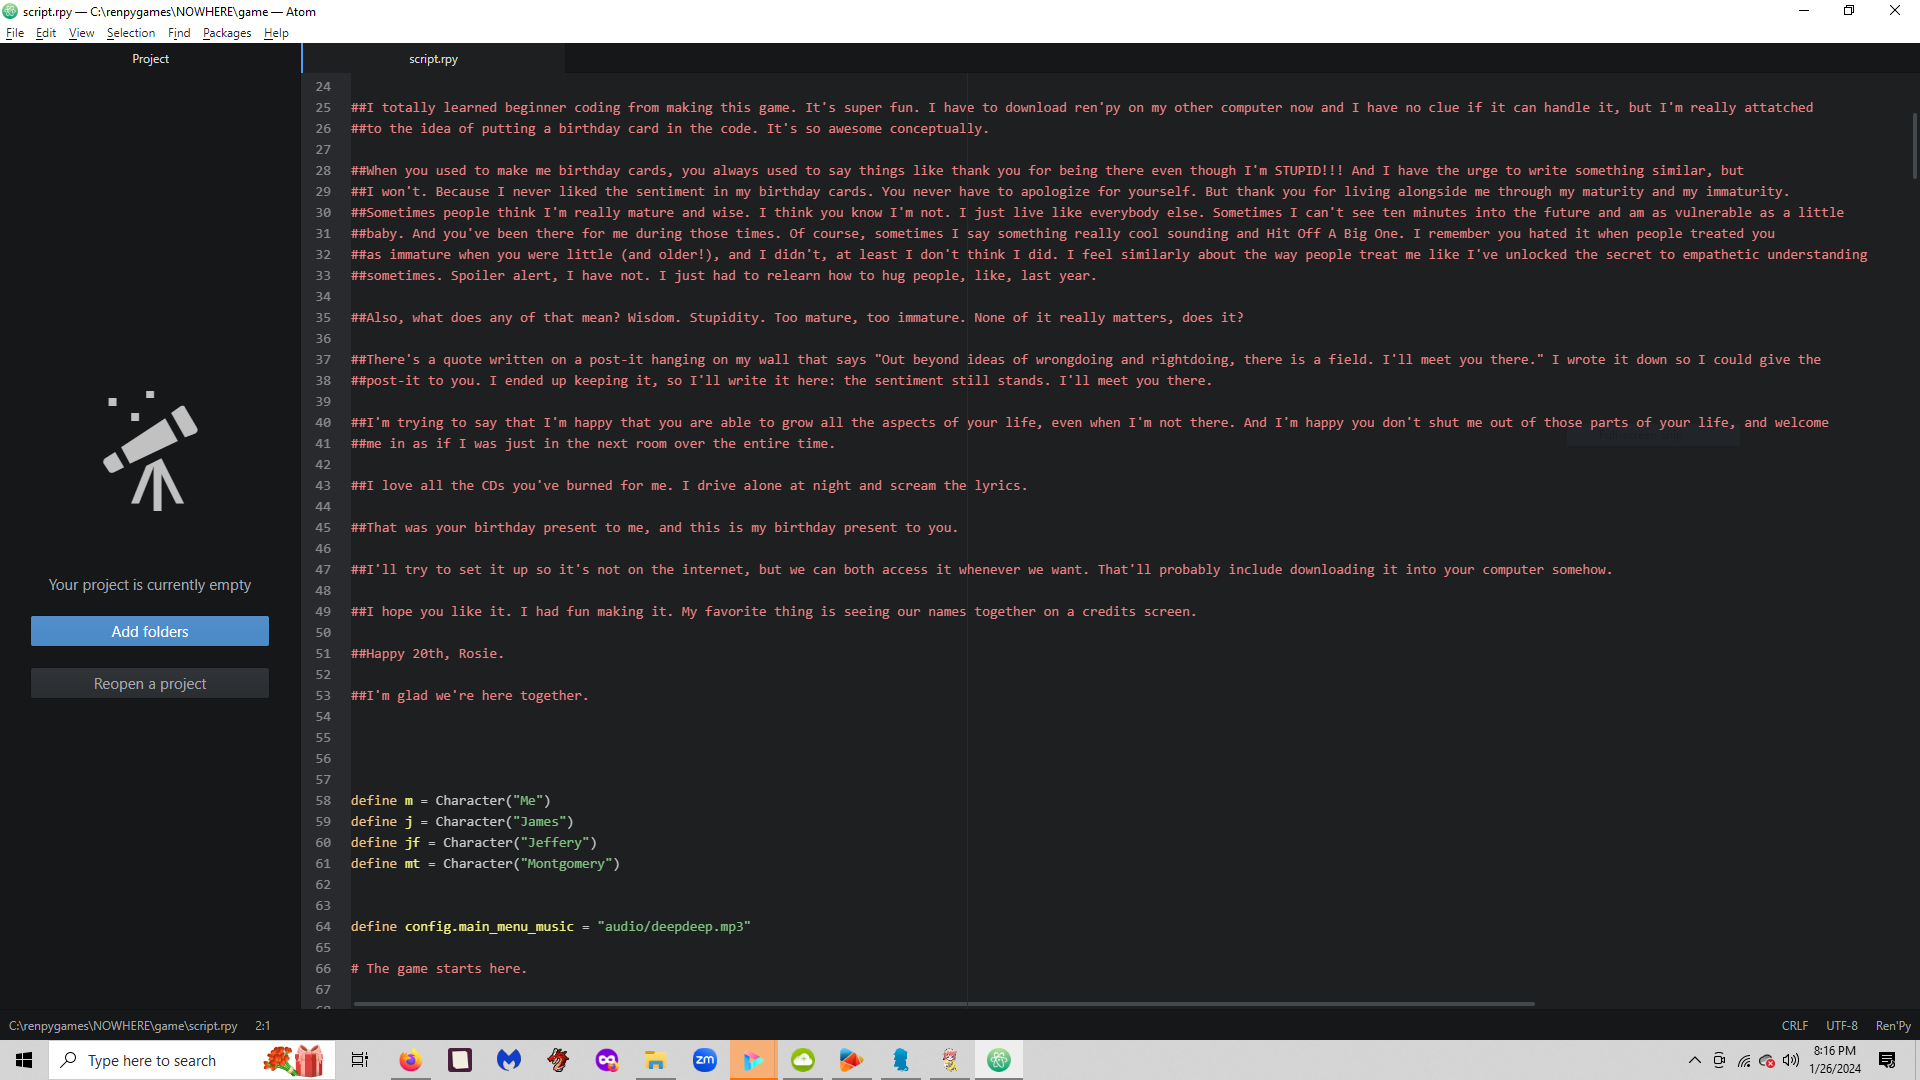 script.rpy — C:\renpygames\NOWHERE\game — Atom
File Edit View Selection Find Packages Help
Project
script.rpy
24
25 ##I totally learned beginner coding from making this game. It's super fun. I have to download ren'py on my other computer now and I have no clue if it can handle it, but I'm really attatched
26 ##to the idea of putting a birthday card in the code. It's so awesome conceptually.
27
28 ##When you used to make me birthday cards, you always used to say things like thank you for being there even though I'm STUPID!!! And I have the urge to write something similar, but
29 ##I won't. Because I never liked the sentiment in my birthday cards. You never have to apologize for yourself. But thank you for living alongside me through my maturity and my immaturity.
30 ##Sometimes people think I'm really mature and wise. I think you know I'm not. I just live like everybody else. Sometimes I can't see ten minutes into the future and am as vulnerable as a little
31 ##baby. And you've been there for me during those times. Of course, sometimes I say something really cool sounding and Hit Off A Big One. I remember you hated it when people treated you
32 ##as immature when you were little (and older!), and I didn't, at least I don't think I did. I feel similarly about the way people treat me like I've unlocked the secret to empathetic understanding
33 ##sometimes. Spoiler alert, I have not. I just had to relearn how to hug people, like, last year.
34
35 ##Also, what does any of that mean? Wisdom. Stupidity. Too mature, too immature. None of it really matters, does it?
36
37 ##There's a quote written on a post-it hanging on my wall that says "Out beyond ideas of wrongdoing and rightdoing, there is a field. I'll meet you there." I wrote it down so I could give the
38 ##post-it to you. I ended up keeping it, so I'll write it here: the sentiment still stands. I'll meet you there.
39
40 ##I'm trying to say that I'm happy that you are able to grow all the aspects of your life, even when I'm not there. And I'm happy you don't shut me out of those parts of your life, and welcome
41 ##me in as if I was just in the next room over the entire time.
42
43 ##I love all the CDs you've burned for me. I drive alone at night and scream the lyrics.
44
45 ##That was your birthday present to me, and this is my birthday present to you.
46
47 ##I'll try to set it up so it's not on the internet, but we can both access it whenever we want. That'll probably include downloading it into your computer somehow.
48
49 ##I hope you like it. I had fun making it. My favorite thing is seeing our names together on a credits screen.
50
51 ##Happy 20th, Rosie.
52
53 ##I'm glad we're here together.
54
55
56
57
58 define m = Character("Me")
59 define j = Character("James")
60 define jf = Character("Jeffery")
61 define mt = Character("Montgomery")
62
63
64 define config.main_menu_music = "audio/deepdeep.mp3"
65
66 # The game starts here.
67
Your project is currently empty
Add folders
Reopen a project
C:\renpygames\NOWHERE\game\script.rpy 2:1
CRLF UTF-8 Ren'Py
Type here to search
zm
8:16 PM
1/26/2024